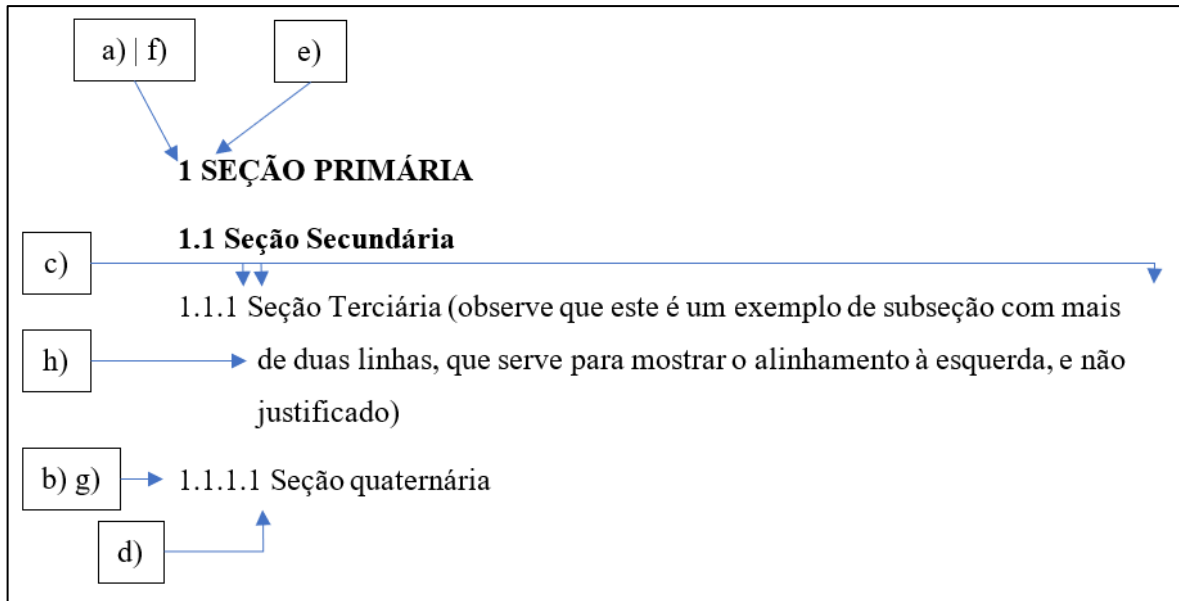 a) | f)
e)
1 SEÇÃO PRIMÁRIA
1.1 Seção Secundária
c)
1.1.1 Seção Terciária (observe que este é um exemplo de subseção com mais
h)
de duas linhas, que serve para mostrar o alinhamento à esquerda, e não
justificado)
b) g)
1.1.1.1 Seção quaternária
d)